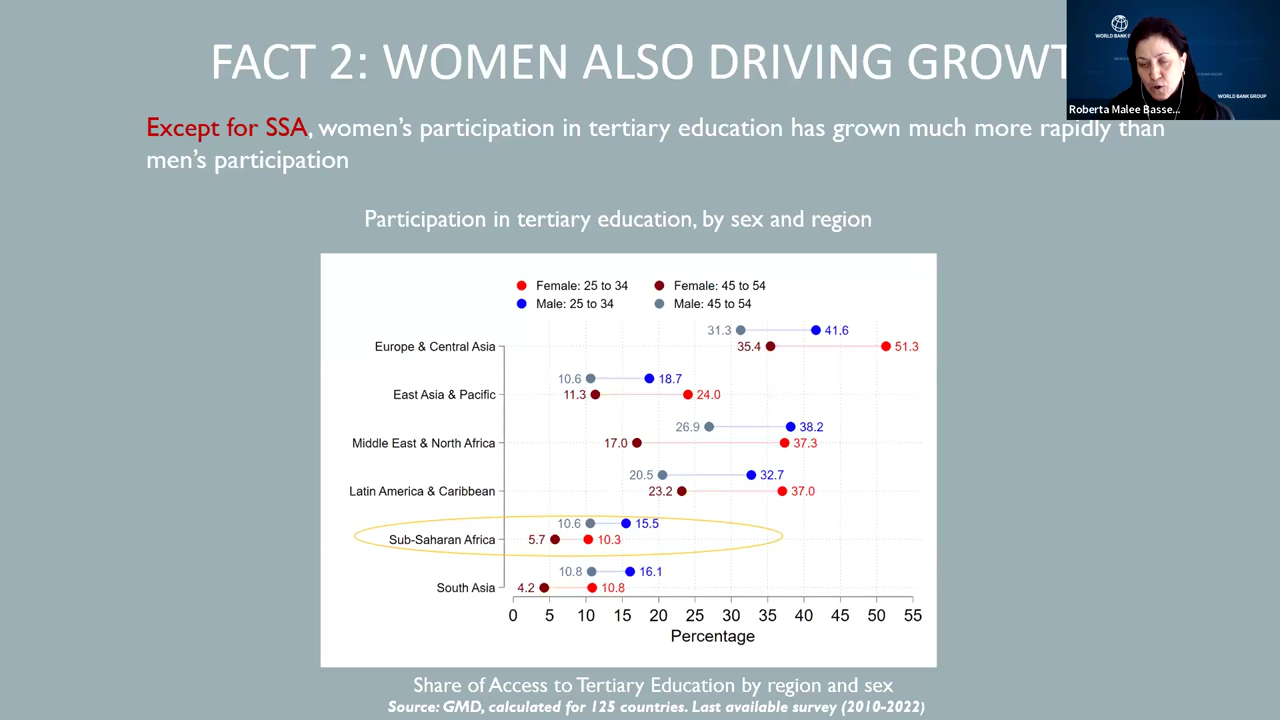 FACT 2: WOMEN ALSO DRIVING GROWT
WORLD BANK G
WORLD BANK GROUP
Roberta Malee Basse...
Except for SSA, women's participation in tertiary education has grown much more rapidly than
men's participation
Participation in tertiary education, by sex and region
Female: 25 to 34 Female: 45 to 54
Male: 25 to 34 Male: 45 to 54
31.3 41.6
Europe & Central Asia 35.4 51.3
10.6 18.7
East Asia & Pacific 11.3 24.0
26.9 38.2
Middle East & North Africa 17.0 37.3
20.5 32.7
Latin America & Caribbean 23.2 37.0
10.6 15.5
Sub-Saharan Africa 5.7 10.3
10.8 16.1
South Asia 4.2 10.8
0 5 10 15 20 25 30 35 40 45 50 55
Percentage
Share of Access to Tertiary Education by region and sex
Source: GMD, calculated for 125 countries. Last available survey (2010-2022)